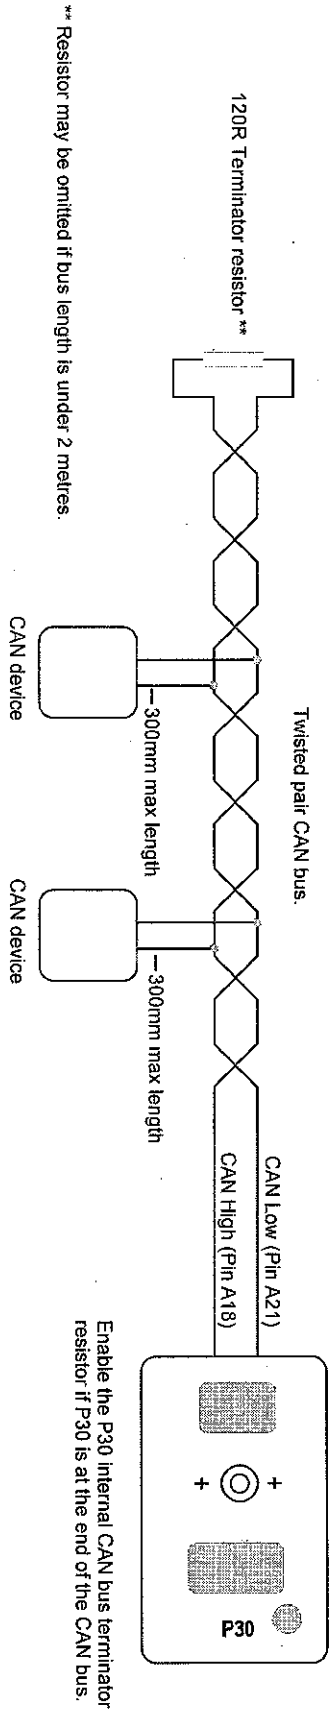 Twisted pair CAN bus.
120R Terminator resistor **
CAN Low (Pin A21)
CAN High (Pin A18)
P30
300mm max length
300mm max length
CAN device
CAN device
** Resistor may be omitted if bus length is under 2 metres.
Enable the P30 internal CAN bus terminator
resistor if P30 is at the end of the CAN bus.